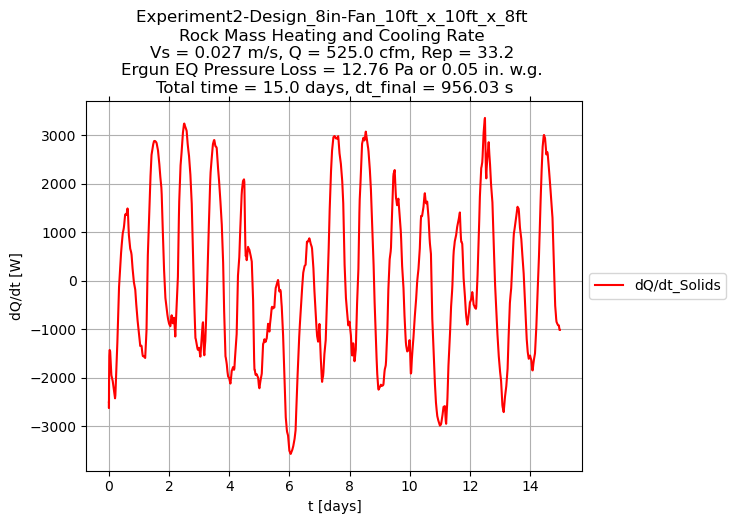 Experiment2-Design_8in-Fan_10ft_x_10ft_x_8ft
Rock Mass Heating and Cooling Rate
Vs = 0.027 m/s, Q = 525.0 cfm, Rep = 33.2
Ergun EQ Pressure Loss = 12.76 Pa or 0.05 in. w.g.
Total time = 15.0 days, dt_final = 956.03 s
3000
2000
1000
0
−1000
−2000
−3000
dQ/dt [W]
0 2 4 6 8 10 12 14
t [days]
dQ/dt_Solids